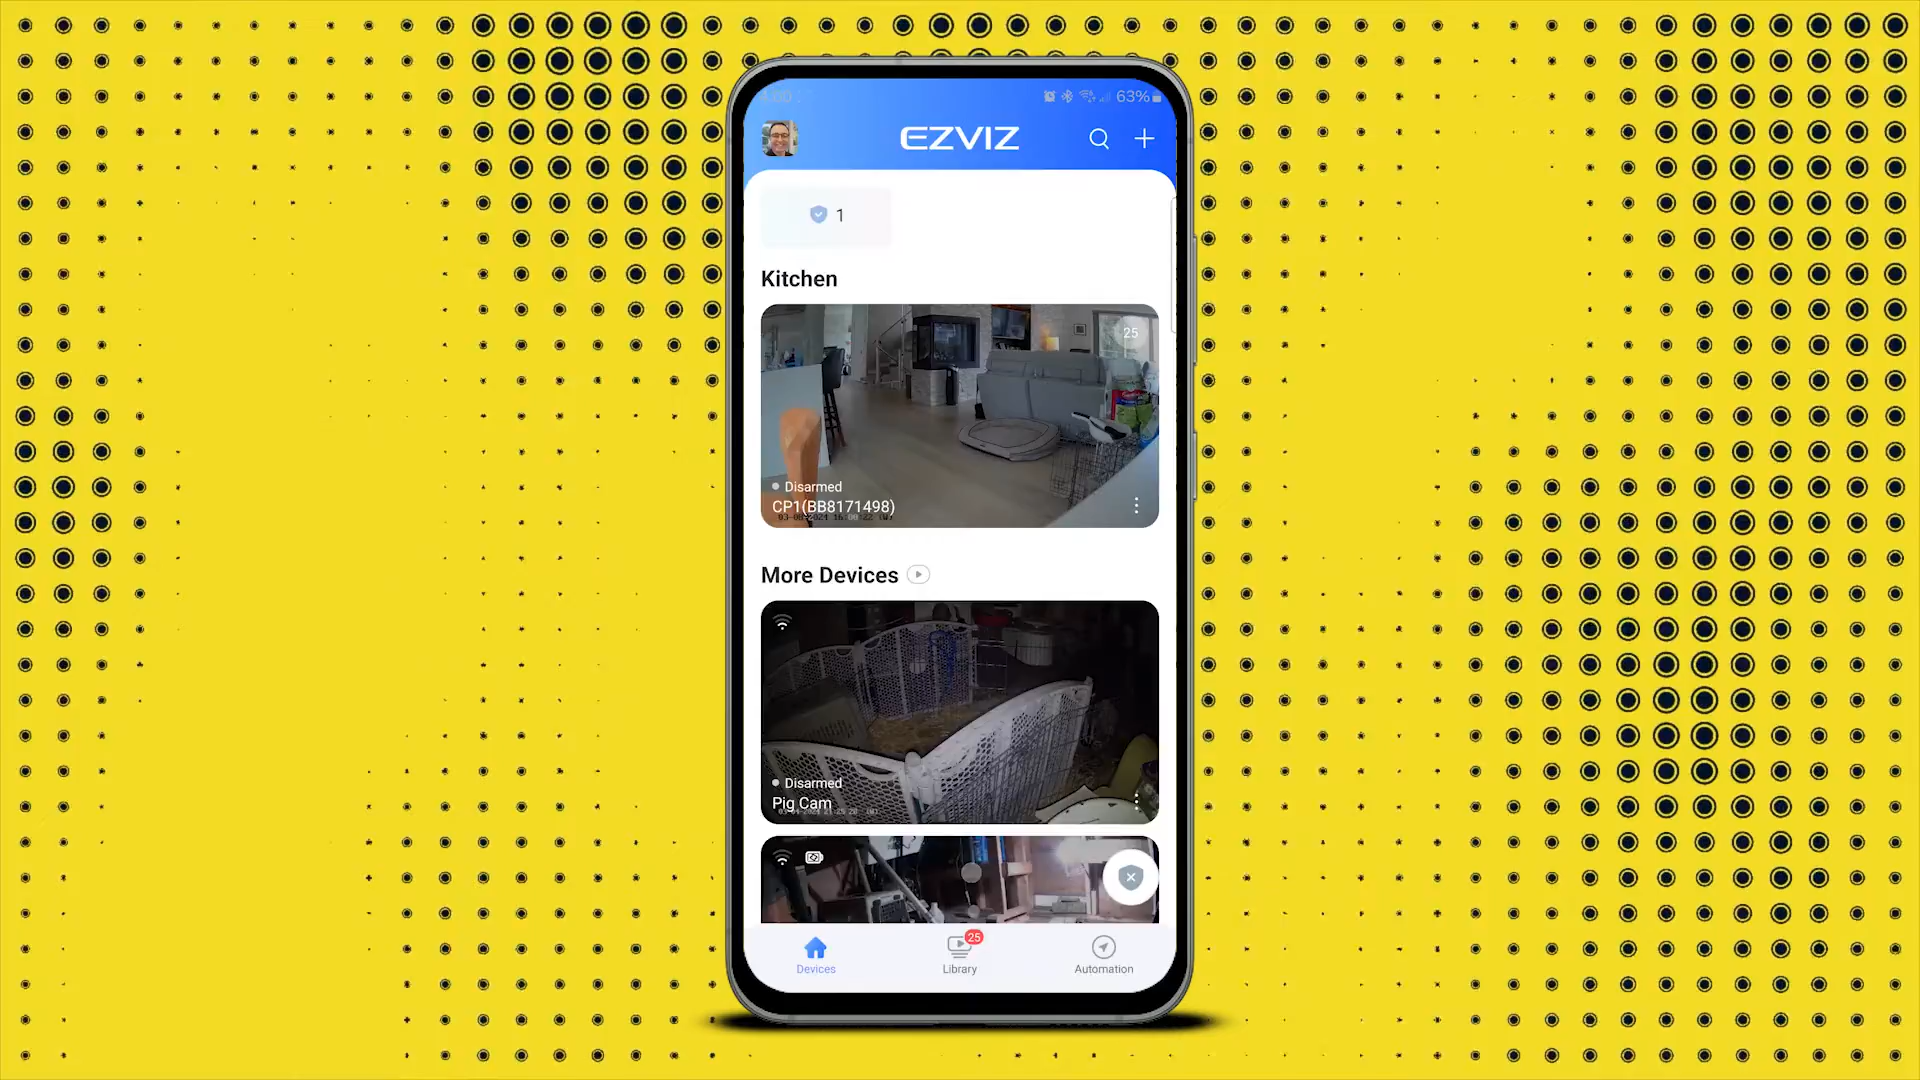 63%
EZVIZ
1
Kitchen
25
Disarmed
CP1(BB8171498)
More Devices
Disarmed
Pig Cam
25
Devices
Library
Automation